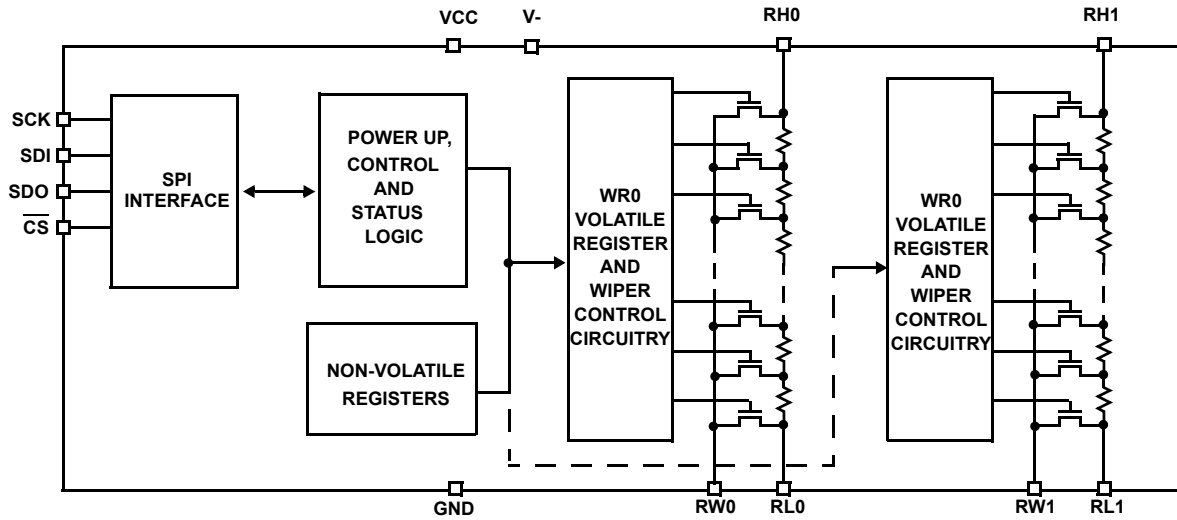 VCC
V-
RH0
RH1
SCK
SDI
SDO
CS
SPI
INTERFACE
POWER UP,
CONTROL
AND
STATUS
LOGIC
NON-VOLATILE
REGISTERS
WR0
VOLATILE
REGISTER
AND
WIPER
CONTROL
CIRCUITRY
WR0
VOLATILE
REGISTER
AND
WIPER
CONTROL
CIRCUITRY
GND
RW0
RL0
RW1
RL1